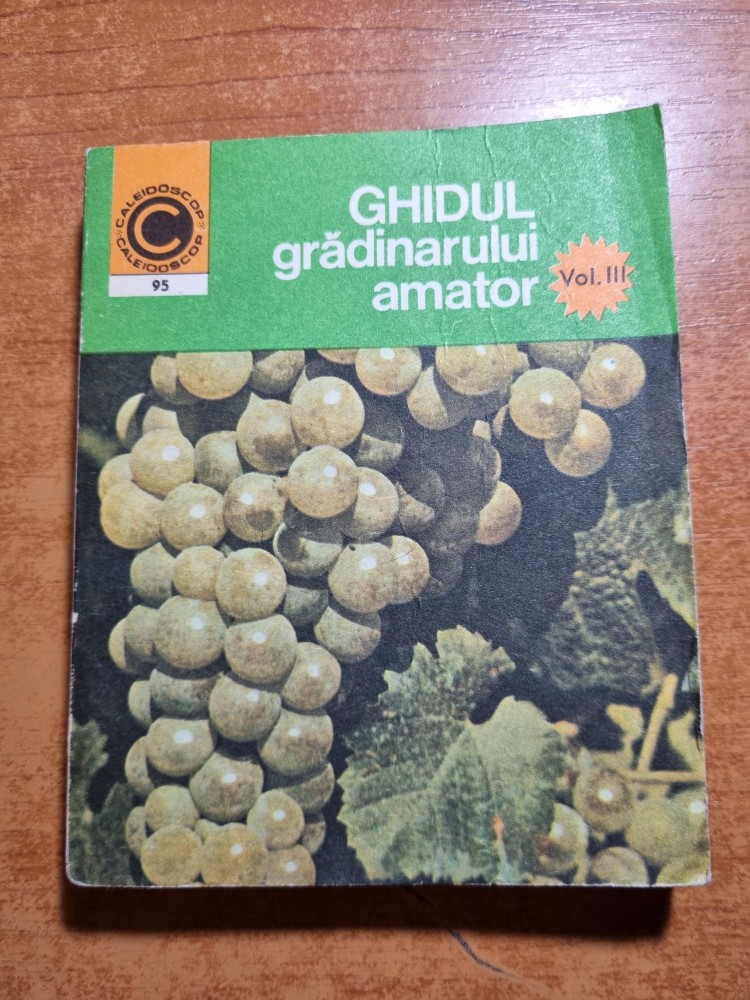 CALEIDOSCOP
C
CALEIDOSCOP
95
GHIDUL
grădinarului
amator
Vol. III